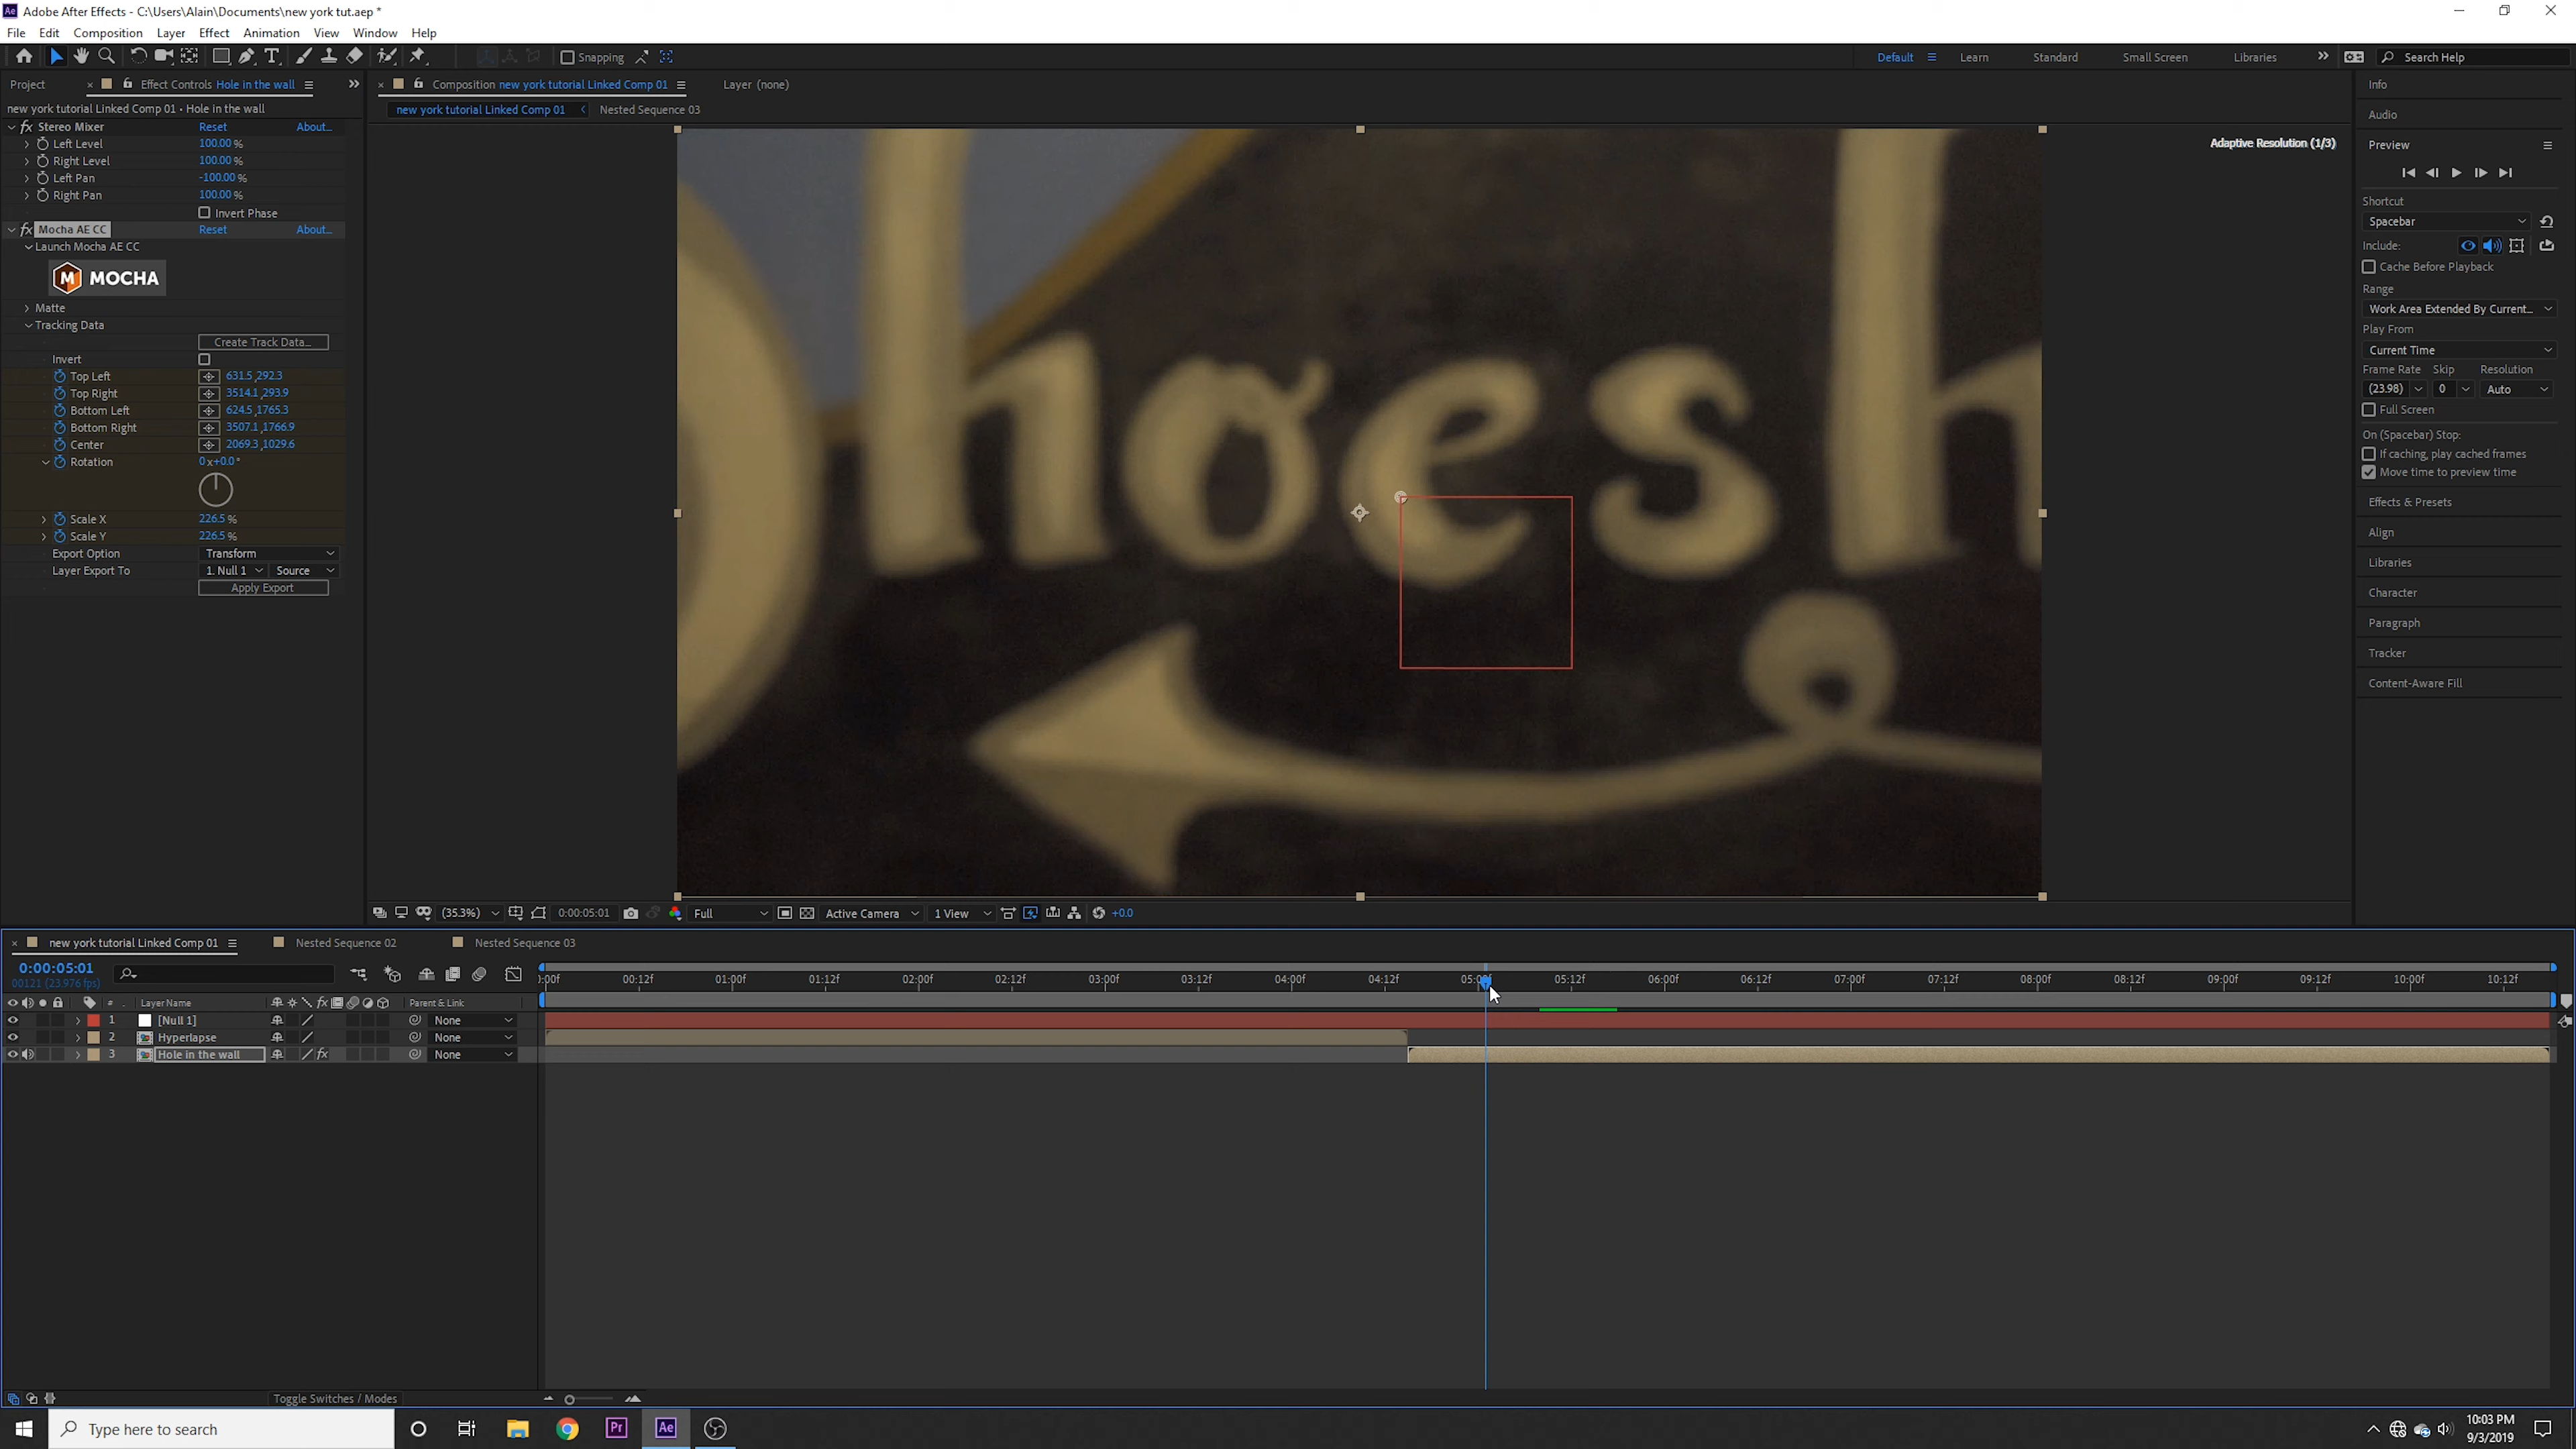 Adobe After Effects - C:\Users\Alain\Documents\new york tut.aep *
File Edit Composition Layer Effect Animation View Window Help
Snapping
Default Learn Standard Small Screen Libraries Search Help
Project Effect Controls Hole in the wall
Composition new york tutorial Linked Comp 01 Layer (none)
new york tutorial Linked Comp 01 • Hole in the wall
new york tutorial Linked Comp 01 Nested Sequence 03
fx Stereo Mixer Reset About...
Left Level 100.00 %
Right Level 100.00 %
Left Pan -100.00 %
Right Pan 100.00 %
Invert Phase
fx Mocha AE CC Reset About...
Launch Mocha AE CC
M MOCHA
Matte
Tracking Data
Create Track Data...
Invert
Top Left 631.5 ,292.3
Top Right 3514.1 ,293.9
Bottom Left 624.5 ,1765.3
Bottom Right 3507.1 ,1766.9
Center 2069.3 ,1029.6
Rotation 0 x+0.0 °
Scale X 226.5 %
Scale Y 226.5 %
Export Option Transform
Layer Export To 1. Null 1 Source
Apply Export
Adaptive Resolution (1/3)
hoes h
(35.3%) 0:00:05:01 Full Active Camera 1 View +0.0
Info
Audio
Preview
Shortcut
Spacebar
Include:
Cache Before Playback
Range
Work Area Extended By Current...
Play From
Current Time
Frame Rate Skip Resolution
(23.98) 0 Auto
Full Screen
On (Spacebar) Stop:
If caching, play cached frames
Move time to preview time
Effects & Presets
Align
Libraries
Character
Paragraph
Tracker
Content-Aware Fill
new york tutorial Linked Comp 01 Nested Sequence 02 Nested Sequence 03
0:00:05:01
00121 (23.976 fps)
:00f 00:12f 01:00f 01:12f 02:00f 02:12f 03:00f 03:12f 04:00f 04:12f 05:00f 05:12f 06:00f 06:12f 07:00f 07:12f 08:00f 08:12f 09:00f 09:12f 10:00f 10:12f
# Layer Name fx Parent & Link
1 [Null 1] None
2 Hyperlapse None
3 Hole in the wall fx None
Toggle Switches / Modes
Type here to search
Pr Ae
10:03 PM
9/3/2019